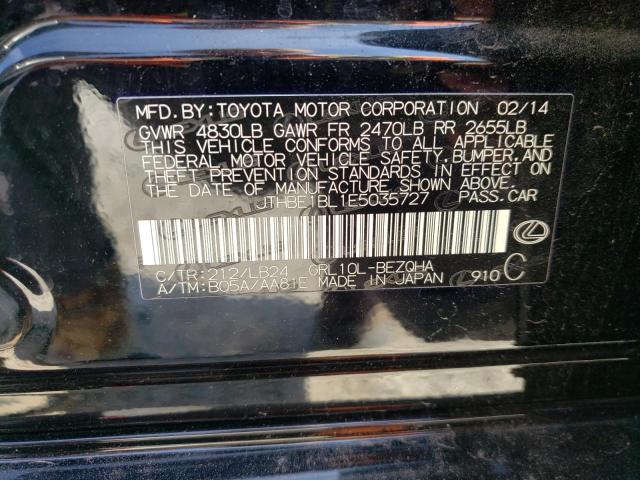 MFD.BY:TOYOTA MOTOR CORPORATION 02/14
GVWR 4830LB GAWR FR 2470LB RR 2655LB
THIS VEHICLE CONFORMS TO ALL APPLICABLE
FEDERAL MOTOR VEHICLE SAFETY,BUMPER,AND
THEFT PREVENTION STANDARDS IN EFFECT ON
THE DATE OF MANUFACTURE SHOWN ABOVE.
JTHBE1BL1E5035727 PASS.CAR
C/TR:212/LB24 GRL10L-BEZQHA
A/TM:B05A/AA81E MADE IN JAPAN 910 C